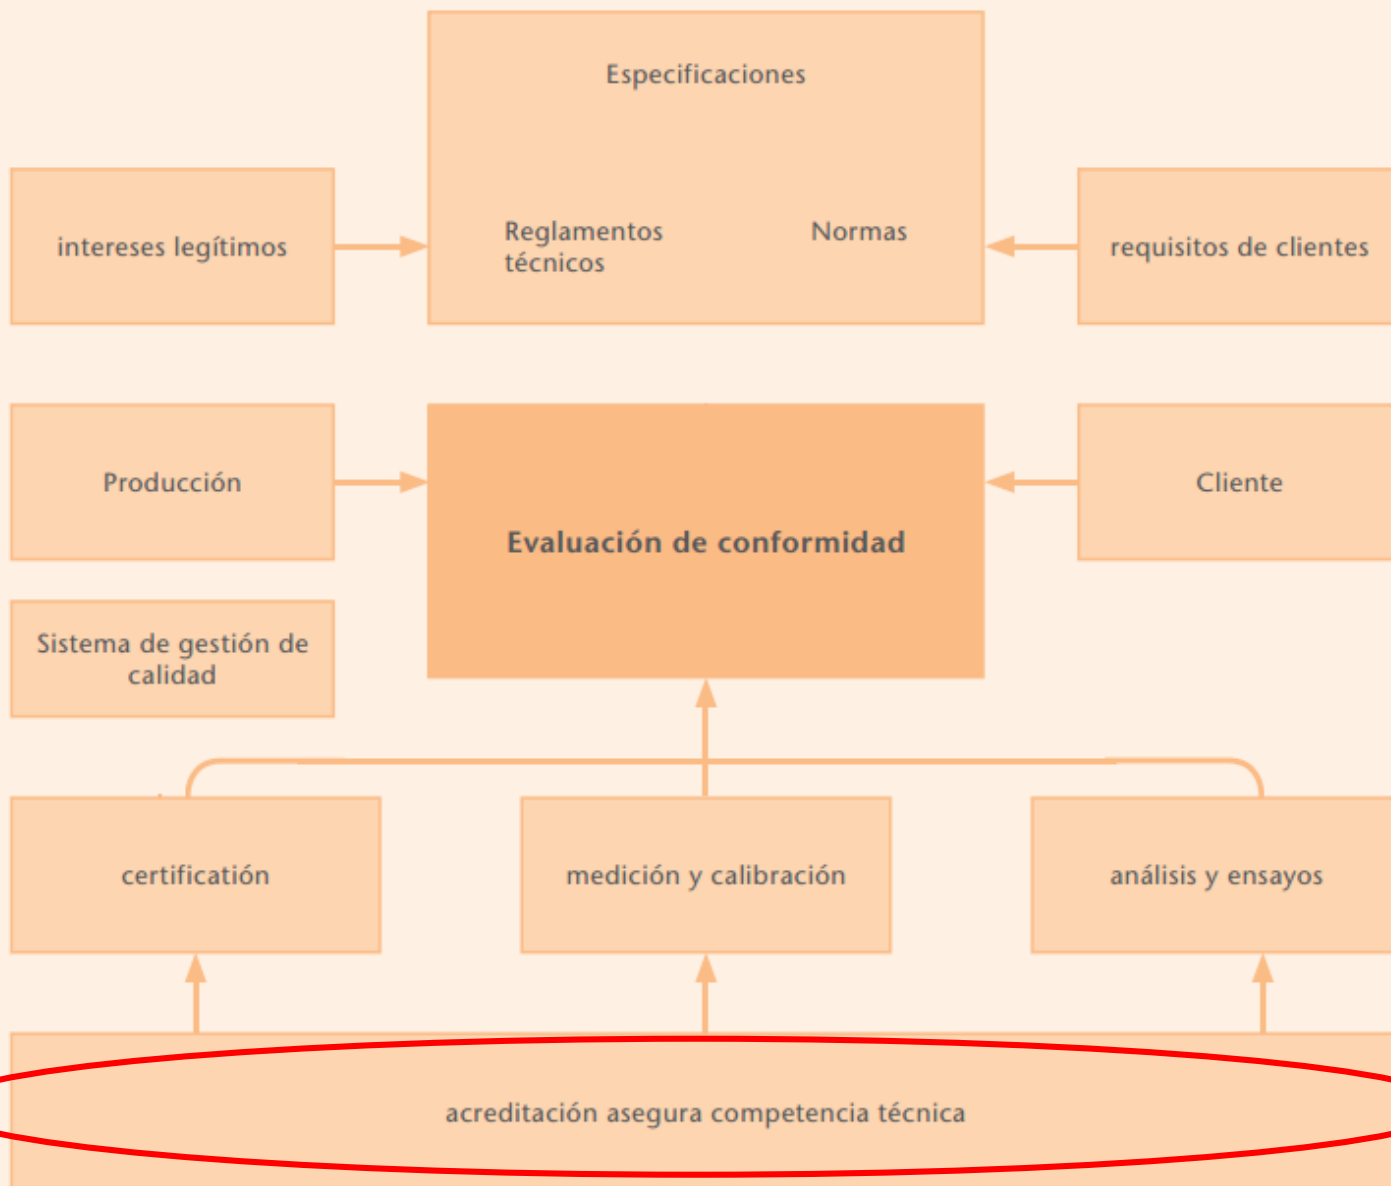 Especificaciones
intereses legítimos
Reglamentos
técnicos
Normas
requisitos de clientes
Producción
Evaluación de conformidad
Cliente
Sistema de gestión de
calidad
certificatión
medición y calibración
análisis y ensayos
acreditación asegura competencia técnica